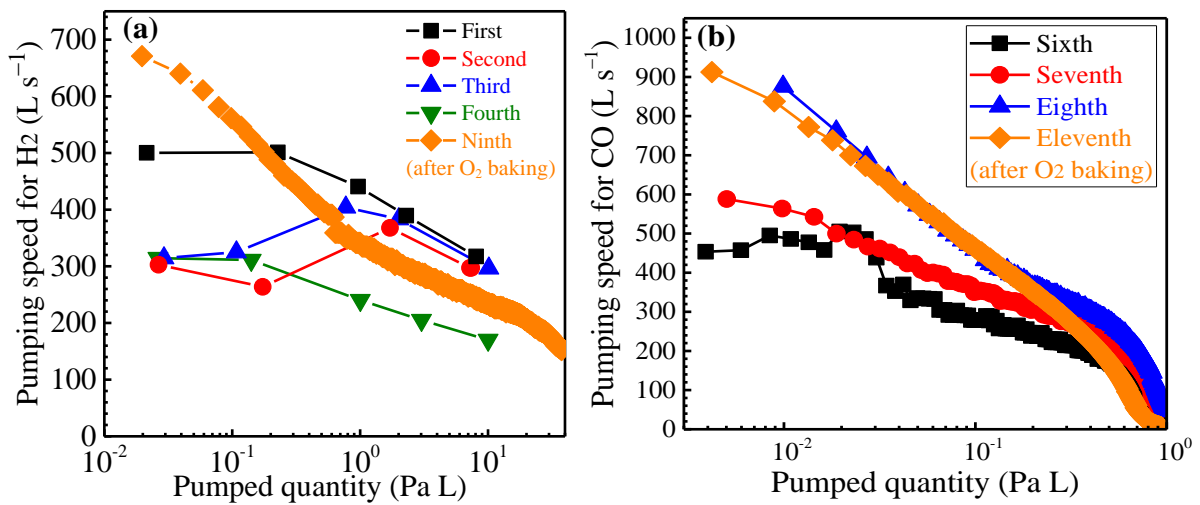 (a)
First
Second
Third
Fourth
Ninth
(after O₂ baking)
Pumping speed for H2 (L s⁻¹)
700
600
500
400
300
200
100
0
10⁻²
10⁻¹
10⁰
10¹
Pumped quantity (Pa L)
(b)
Sixth
Seventh
Eighth
Eleventh
(after O2 baking)
Pumping speed for CO (L s⁻¹)
1000
900
800
700
600
500
400
300
200
100
0
10⁻²
10⁻¹
10⁰
Pumped quantity (Pa L)